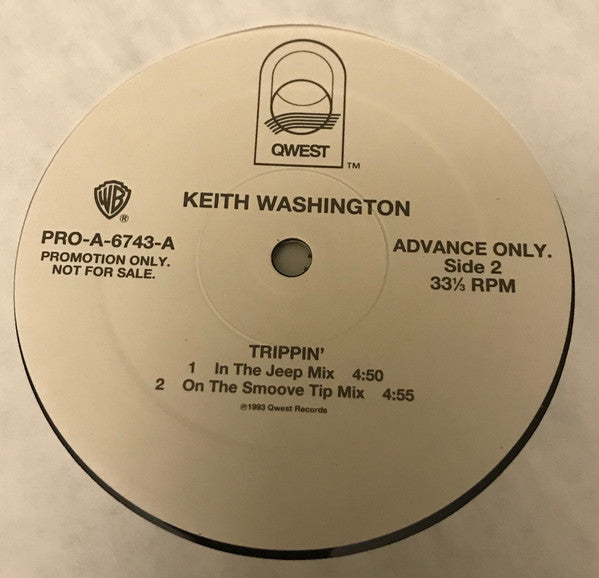 QWEST
TM
WB
®
KEITH WASHINGTON
PRO-A-6743-A
PROMOTION ONLY.
NOT FOR SALE.
ADVANCE ONLY.
Side 2
33⅓ RPM
TRIPPIN'
1 In The Jeep Mix 4:50
2 On The Smoove Tip Mix 4:55
℗1993 Qwest Records